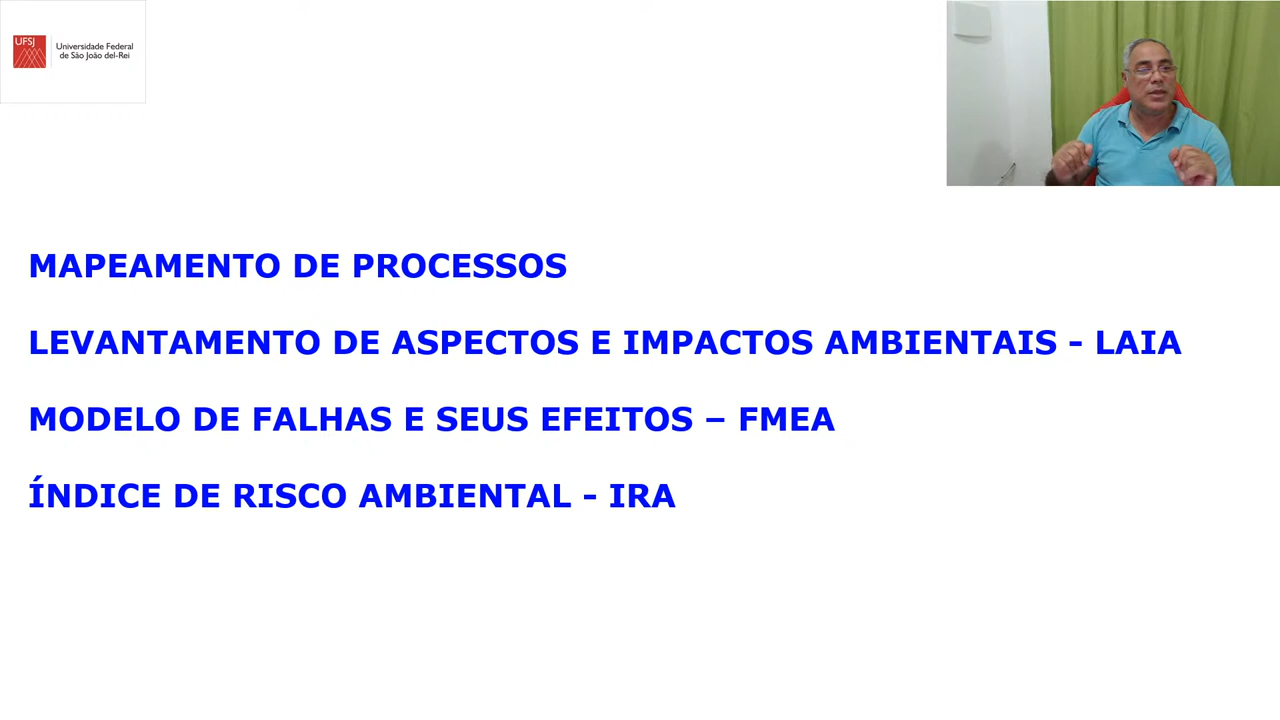 UFSJ
Universidade Federal
de São João del-Rei
MAPEAMENTO DE PROCESSOS
LEVANTAMENTO DE ASPECTOS E IMPACTOS AMBIENTAIS - LAIA
MODELO DE FALHAS E SEUS EFEITOS – FMEA
ÍNDICE DE RISCO AMBIENTAL - IRA